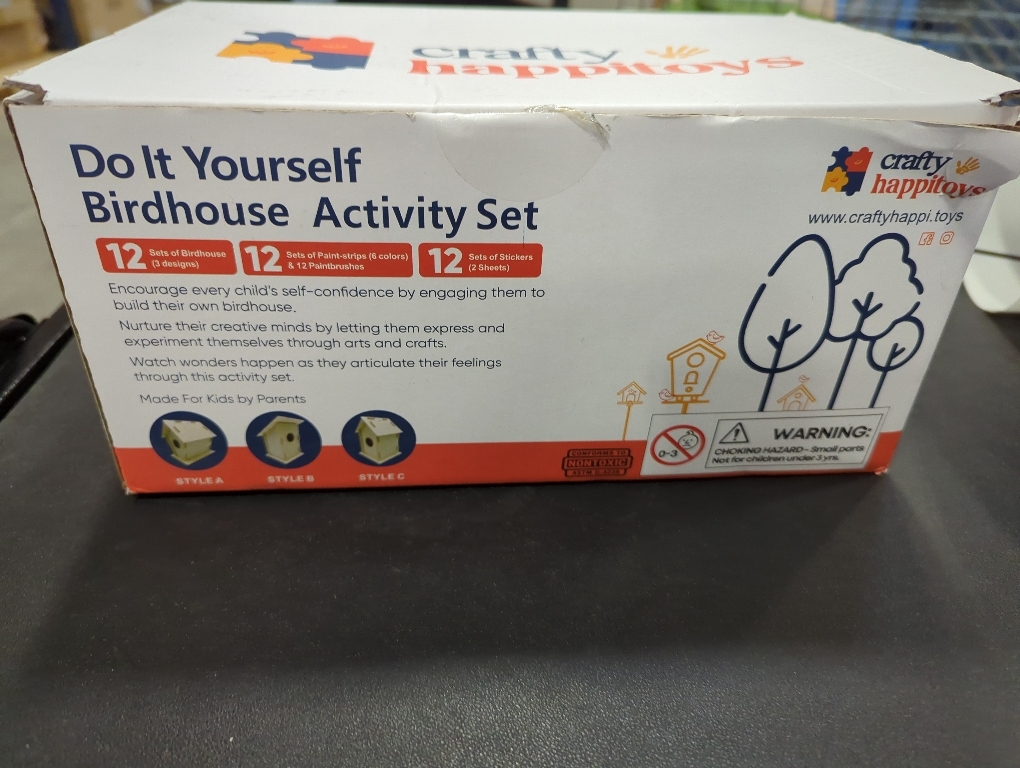 crafty
happitoys
Do It Yourself
Birdhouse Activity Set
crafty
happitoys
www.craftyhappi.toys
12 Sets of Birdhouse
(3 designs)
12 Sets of Paint-strips (6 colors)
& 12 Paintbrushes
12 Sets of Stickers
(2 Sheets)
Encourage every child's self-confidence by engaging them to
build their own birdhouse.
Nurture their creative minds by letting them express and
experiment themselves through arts and crafts.
Watch wonders happen as they articulate their feelings
through this activity set.
Made For Kids by Parents
STYLE A
STYLE B
STYLE C
CONFORMS TO
NONTOXIC
0-3
WARNING:
CHOKING HAZARD - Small parts
Not for children under 3 yrs.